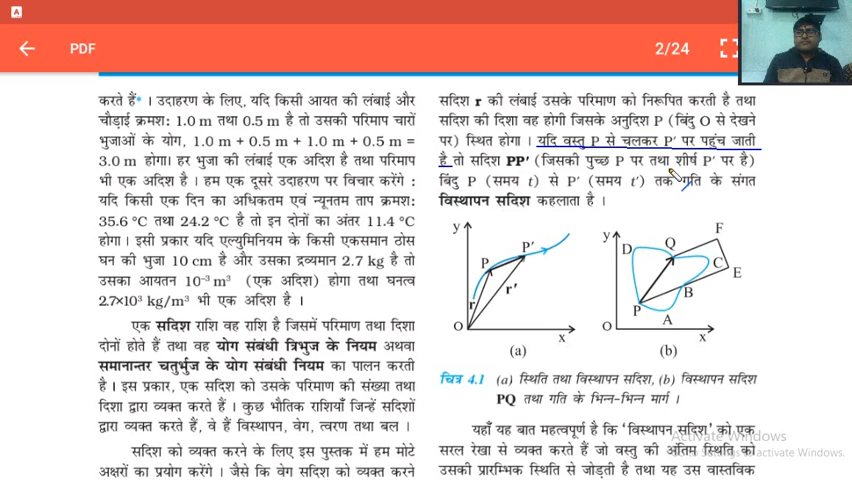 A
PDF
2/24
करते हैं* । उदाहरण के लिए, यदि किसी आयत की लंबाई और
चौड़ाई क्रमश: 1.0 m तथा 0.5 m है तो उसकी परिमाप चारों
भुजाओं के योग, 1.0 m + 0.5 m + 1.0 m + 0.5 m =
3.0 m होगा। हर भुजा की लंबाई एक अदिश है तथा परिमाप
भी एक अदिश है । हम एक दूसरे उदाहरण पर विचार करेंगे :
यदि किसी एक दिन का अधिकतम एवं न्यूनतम ताप क्रमश:
35.6 °C तथा 24.2 °C है तो इन दोनों का अंतर 11.4 °C
होगा। इसी प्रकार यदि एल्युमिनियम के किसी एकसमान ठोस
घन की भुजा 10 cm है और उसका द्रव्यमान 2.7 kg है तो
उसका आयतन 10⁻³ m³ (एक अदिश) होगा तथा घनत्व
2.7×10³ kg/m³ भी एक अदिश है ।
एक सदिश राशि वह राशि है जिसमें परिमाण तथा दिशा
दोनों होते हैं तथा वह योग संबंधी त्रिभुज के नियम अथवा
समानान्तर चतुर्भुज के योग संबंधी नियम का पालन करती
है । इस प्रकार, एक सदिश को उसके परिमाण की संख्या तथा
दिशा द्वारा व्यक्त करते हैं । कुछ भौतिक राशियाँ जिन्हें सदिशों
द्वारा व्यक्त करते हैं, वे हैं विस्थापन, वेग, त्वरण तथा बल ।
सदिश को व्यक्त करने के लिए इस पुस्तक में हम मोटे
अक्षरों का प्रयोग करेंगे । जैसे कि वेग सदिश को व्यक्त करने
सदिश r की लंबाई उसके परिमाण को निरूपित करती है तथा
सदिश की दिशा वह होगी जिसके अनुदिश P (बिंदु O से देखने
पर) स्थित होगा । यदि वस्तु P से चलकर P′ पर पहुंच जाती
है तो सदिश PP′ (जिसकी पुच्छ P पर तथा शीर्ष P′ पर है)
बिंदु P (समय t) से P′ (समय t′) तक गति के संगत
विस्थापन सदिश कहलाता है ।
y
P
P′
r
r′
O
x
(a)
y
D
Q
F
C
E
B
P
A
O
x
(b)
चित्र 4.1 (a) स्थिति तथा विस्थापन सदिश, (b) विस्थापन सदिश
PQ तथा गति के भिन्न-भिन्न मार्ग ।
यहाँ यह बात महत्वपूर्ण है कि 'विस्थापन सदिश' को एक
सरल रेखा से व्यक्त करते हैं जो वस्तु की अंतिम स्थिति को
उसकी प्रारम्भिक स्थिति से जोड़ती है तथा यह उस वास्तविक
Activate Windows
Go to Settings to activate Windows.